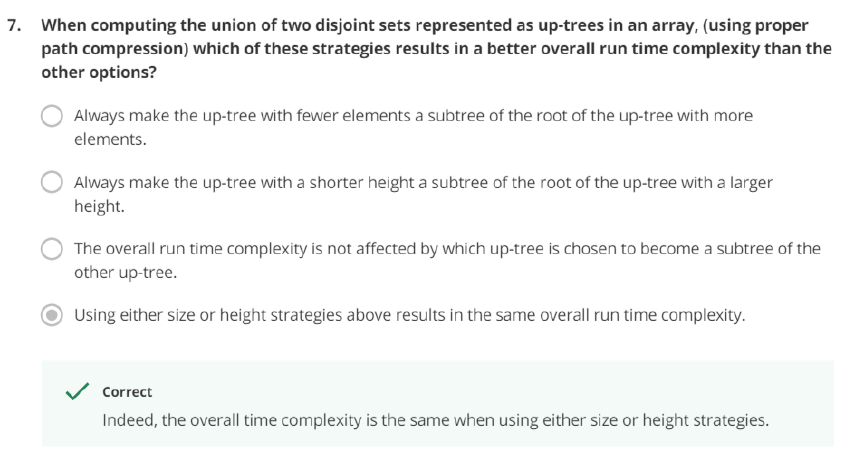 7. When computing the union of two disjoint sets represented as up-trees in an array, (using proper
path compression) which of these strategies results in a better overall run time complexity than the
other options?
Always make the up-tree with fewer elements a subtree of the root of the up-tree with more
elements.
Always make the up-tree with a shorter height a subtree of the root of the up-tree with a larger
height.
The overall run time complexity is not affected by which up-tree is chosen to become a subtree of the
other up-tree.
Using either size or height strategies above results in the same overall run time complexity.
Correct
Indeed, the overall time complexity is the same when using either size or height strategies.